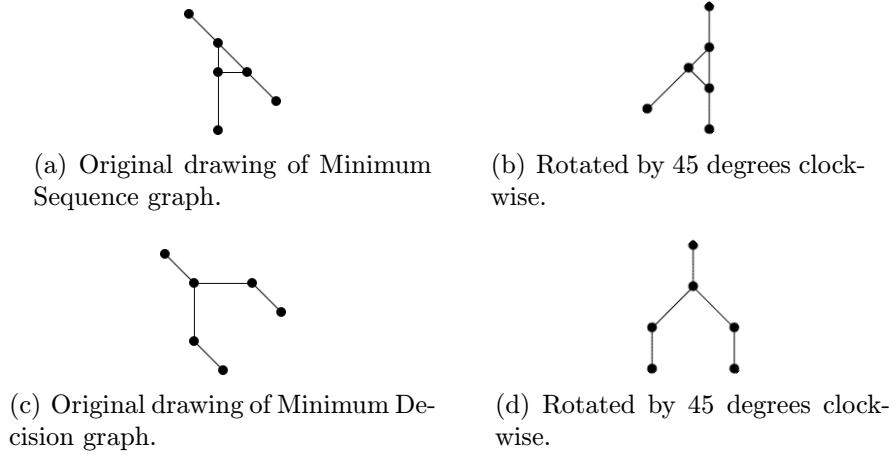 (a) Original drawing of Minimum
Sequence graph.
(b) Rotated by 45 degrees clock-
wise.
(c) Original drawing of Minimum De-
cision graph.
(d) Rotated by 45 degrees clock-
wise.